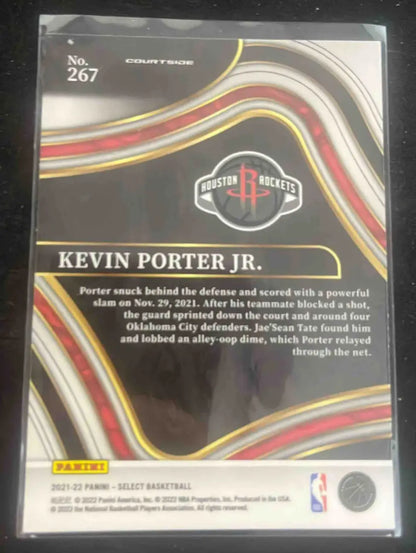 No.
267
COURTSIDE
HOUSTON ROCKETS
KEVIN PORTER JR.
Porter snuck behind the defense and scored with a powerful
slam on Nov. 29, 2021. After his teammate blocked a shot,
the guard sprinted down the court and around four
Oklahoma City defenders. Jae'Sean Tate found him
and lobbed an alley-oop dime, which Porter relayed
through the net.
PANINI
2021-22 PANINI – SELECT BASKETBALL
© 2022 Panini America, Inc. © 2022 NBA Properties, Inc. Produced in the USA.
© 2022 the National Basketball Players Association. All rights reserved.